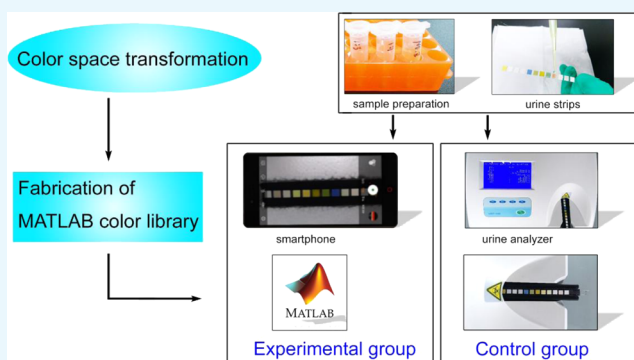 Color space transformation
sample preparation
urine strips
Fabrication of
MATLAB color library
smartphone
urine analyzer
MATLAB
Experimental group
Control group